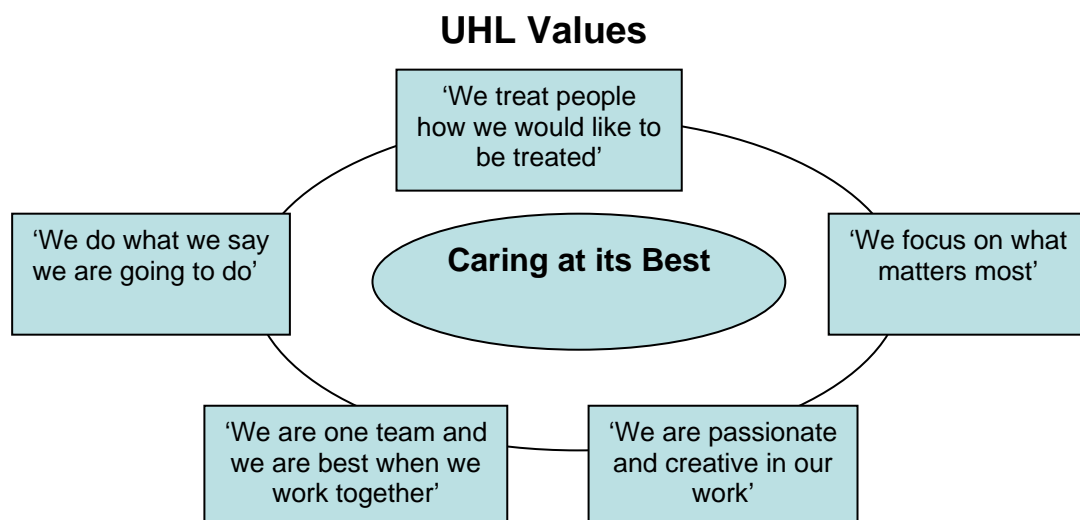 UHL Values
‘We treat people
how we would like to
be treated’
‘We do what we say
we are going to do’
Caring at its Best
‘We focus on what
matters most’
‘We are one team and
we are best when we
work together’
‘We are passionate
and creative in our
work’